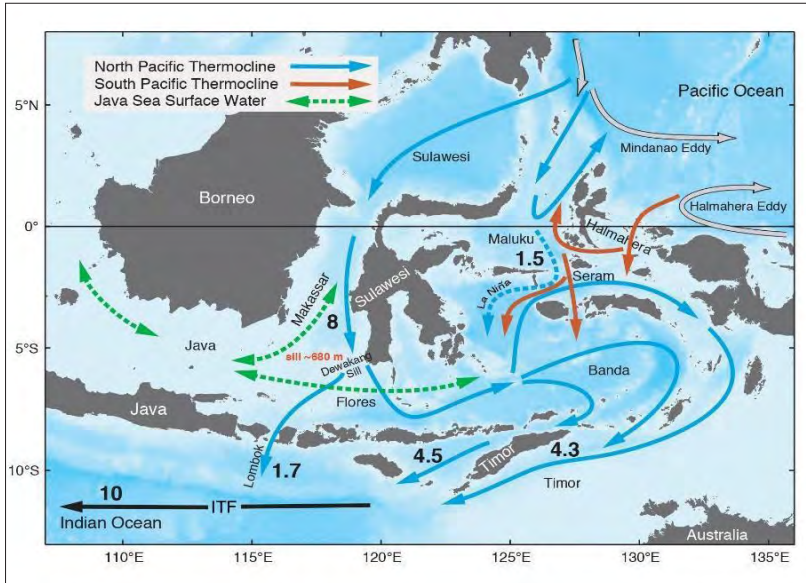 North Pacific Thermocline
South Pacific Thermocline
Java Sea Surface Water
Pacific Ocean
5°N
Mindanao Eddy
Sulawesi
Borneo
Halmahera Eddy
0°
Halmahera
Maluku
1.5
Seram
La Niña
Makassar
Sulawesi
8
Java
sill ~680 m
5°S
Dewakang
Sill
Banda
Flores
Java
Lombok
1.7
4.5
Timor
4.3
10°S
Timor
10
ITF
Indian Ocean
Australia
110°E
115°E
120°E
125°E
130°E
135°E